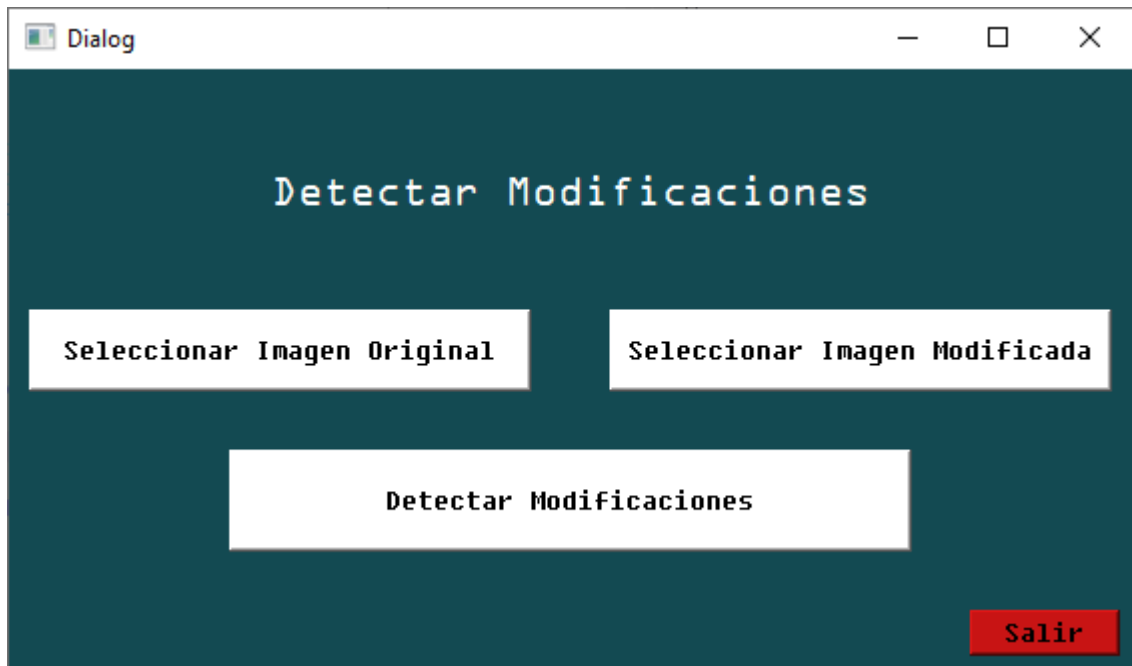 Dialog
Detectar Modificaciones
Seleccionar Imagen Original
Seleccionar Imagen Modificada
Detectar Modificaciones
Salir